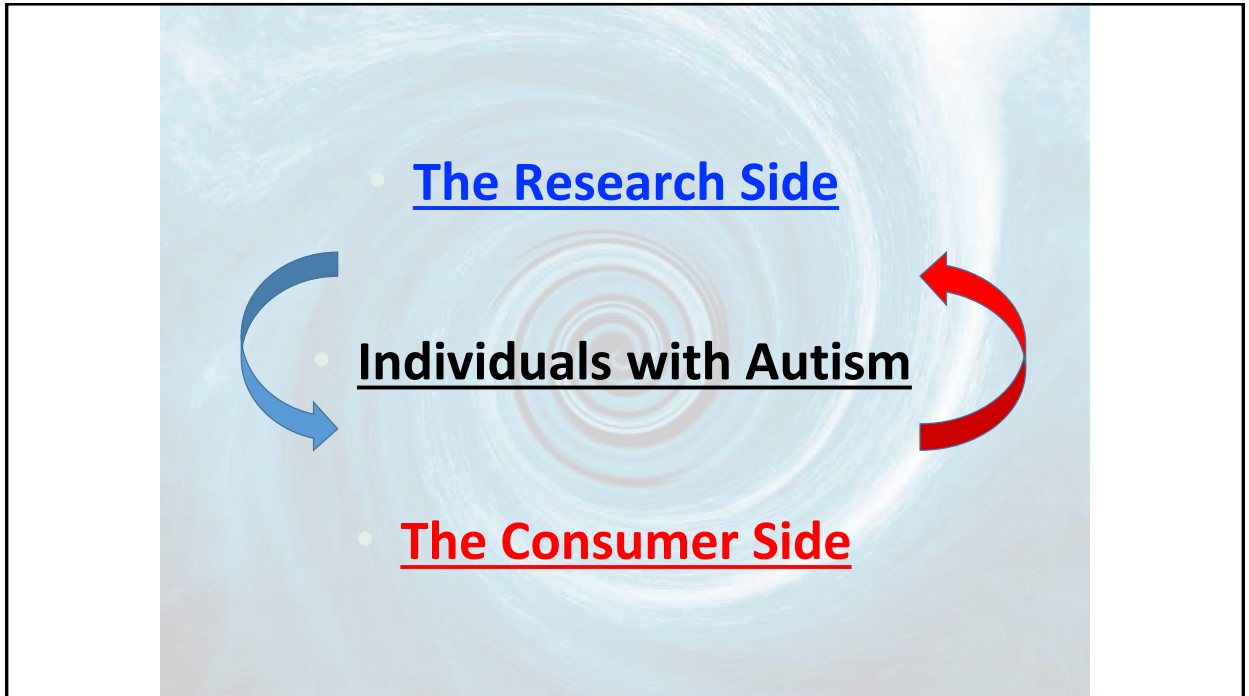 • The Research Side
• Individuals with Autism
• The Consumer Side